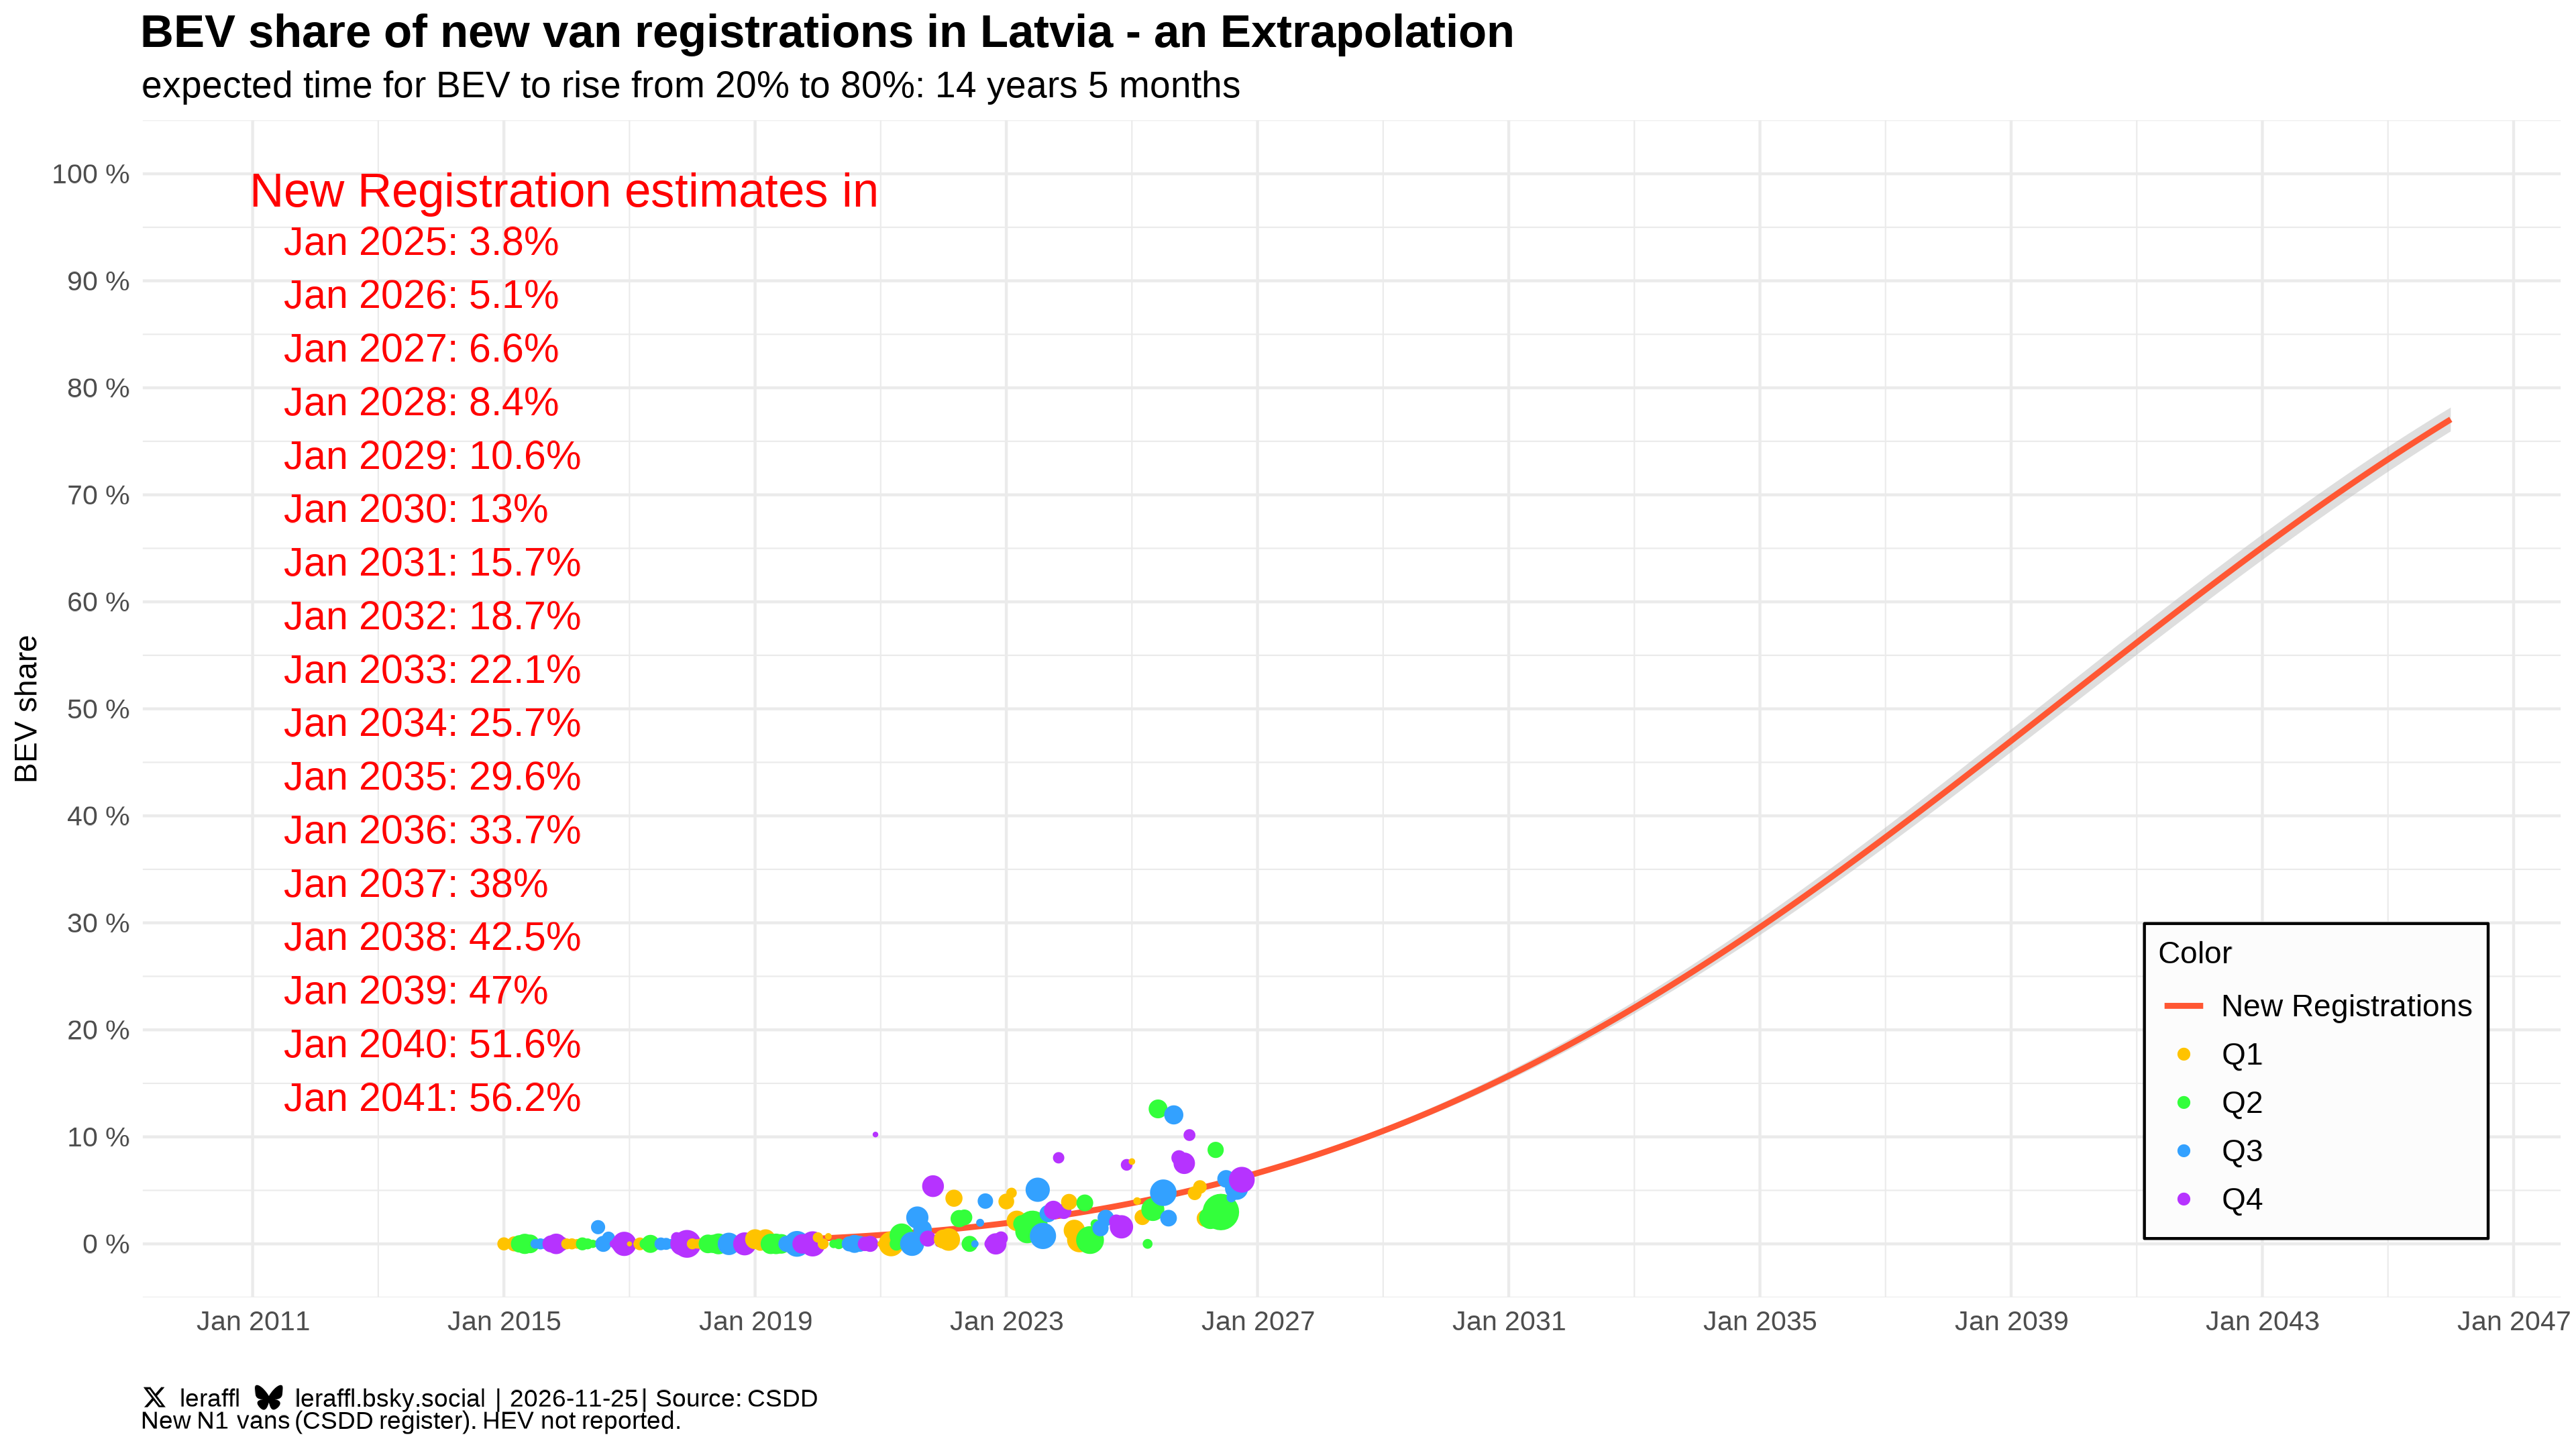 BEV share of new van registrations in Latvia - an Extrapolation
expected time for BEV to rise from 20% to 80%: 14 years 5 months
New Registration estimates in
Jan 2025: 3.8%
Jan 2026: 5.1%
Jan 2027: 6.6%
Jan 2028: 8.4%
Jan 2029: 10.6%
Jan 2030: 13%
Jan 2031: 15.7%
Jan 2032: 18.7%
Jan 2033: 22.1%
Jan 2034: 25.7%
Jan 2035: 29.6%
Jan 2036: 33.7%
Jan 2037: 38%
Jan 2038: 42.5%
Jan 2039: 47%
Jan 2040: 51.6%
Jan 2041: 56.2%
BEV share
100 %
90 %
80 %
70 %
60 %
50 %
40 %
30 %
20 %
10 %
0 %
Jan 2011
Jan 2015
Jan 2019
Jan 2023
Jan 2027
Jan 2031
Jan 2035
Jan 2039
Jan 2043
Jan 2047
Color
New Registrations
Q1
Q2
Q3
Q4
leraffl leraffl.bsky.social | 2026-11-25| Source: CSDD
New N1 vans (CSDD register). HEV not reported.